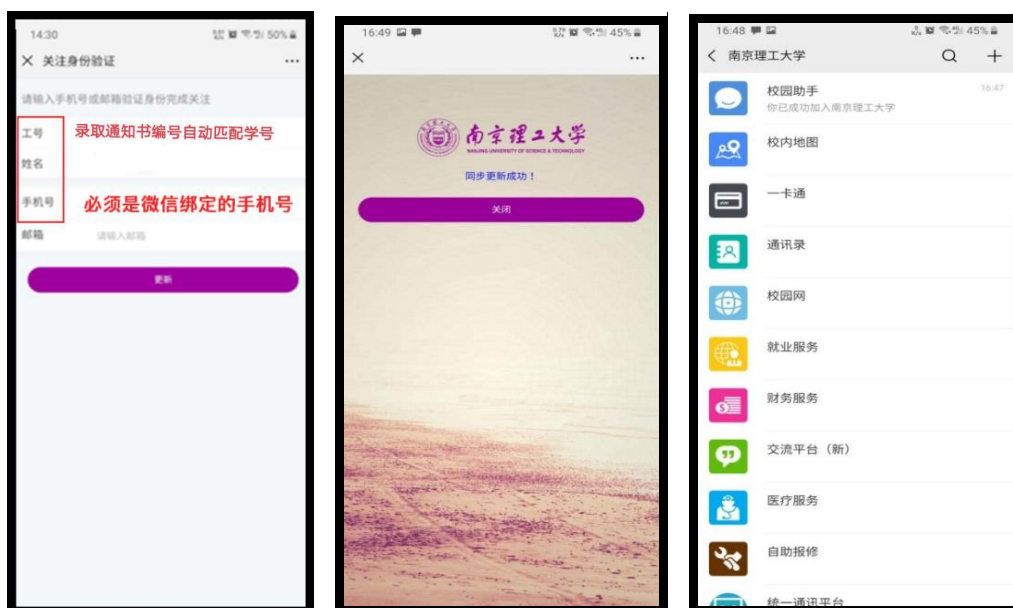 14:30
50%
× 关注身份验证 ...
请输入手机号或邮箱验证身份完成关注
工号 录取通知书编号自动匹配学号
姓名
手机号 必须是微信绑定的手机号
邮箱 请输入邮箱
更新
16:49
45%
× ...
南京理工大学
NANJING UNIVERSITY OF SCIENCE & TECHNOLOGY
同步更新成功！
关闭
16:48
45%
< 南京理工大学 +
校园助手 16:47
你已成功加入南京理工大学
校内地图
一卡通
通讯录
校园网
就业服务
财务服务
交流平台（新）
医疗服务
自助报修
统一通讯平台